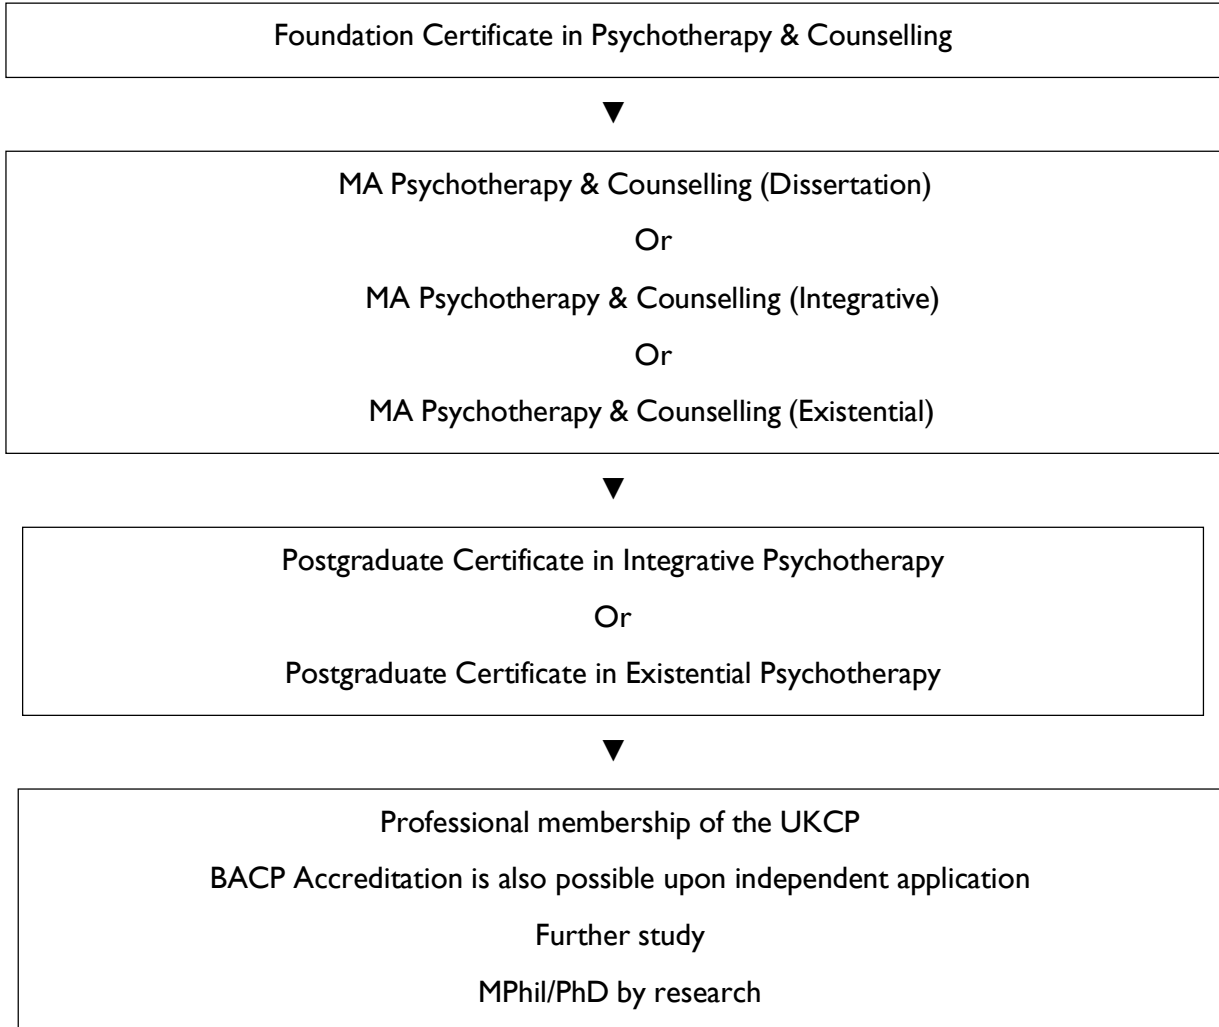 Foundation Certificate in Psychotherapy & Counselling
MA Psychotherapy & Counselling (Dissertation)
Or
MA Psychotherapy & Counselling (Integrative)
Or
MA Psychotherapy & Counselling (Existential)
Postgraduate Certificate in Integrative Psychotherapy
Or
Postgraduate Certificate in Existential Psychotherapy
Professional membership of the UKCP
BACP Accreditation is also possible upon independent application
Further study
MPhil/PhD by research